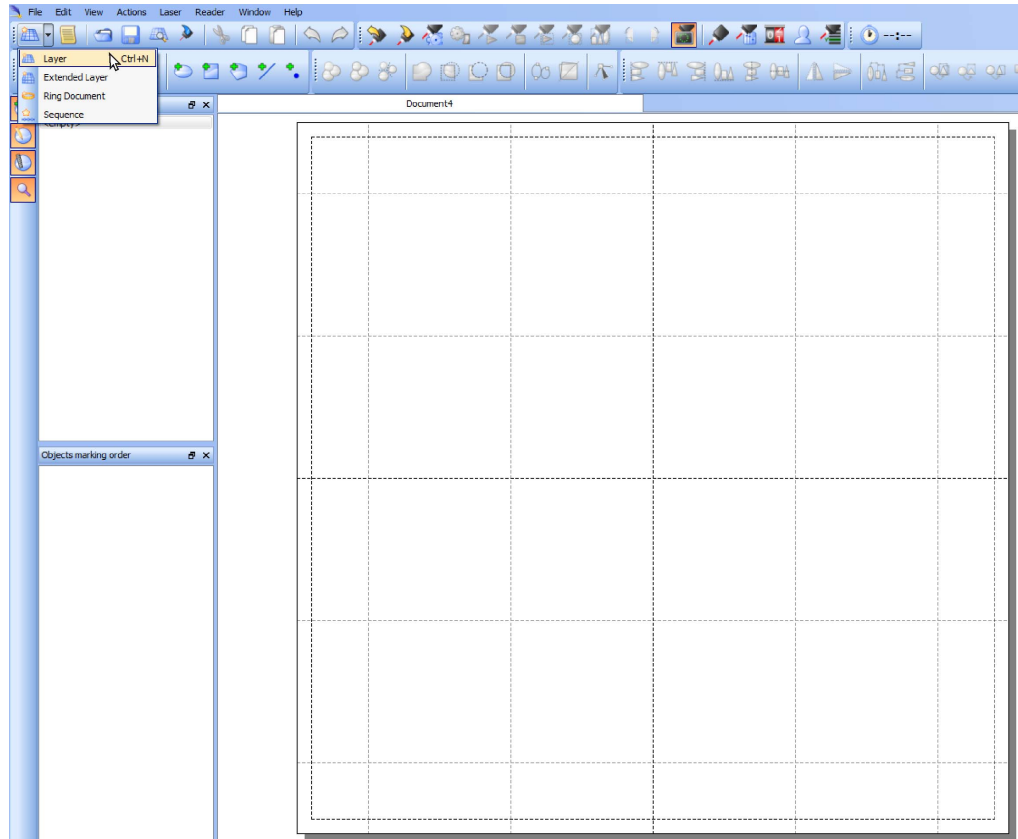 File Edit View Actions Laser Reader Window Help
--:--
Layer Ctrl+N
Extended Layer
Ring Document
Sequence
Document4
<Empty>
Objects marking order